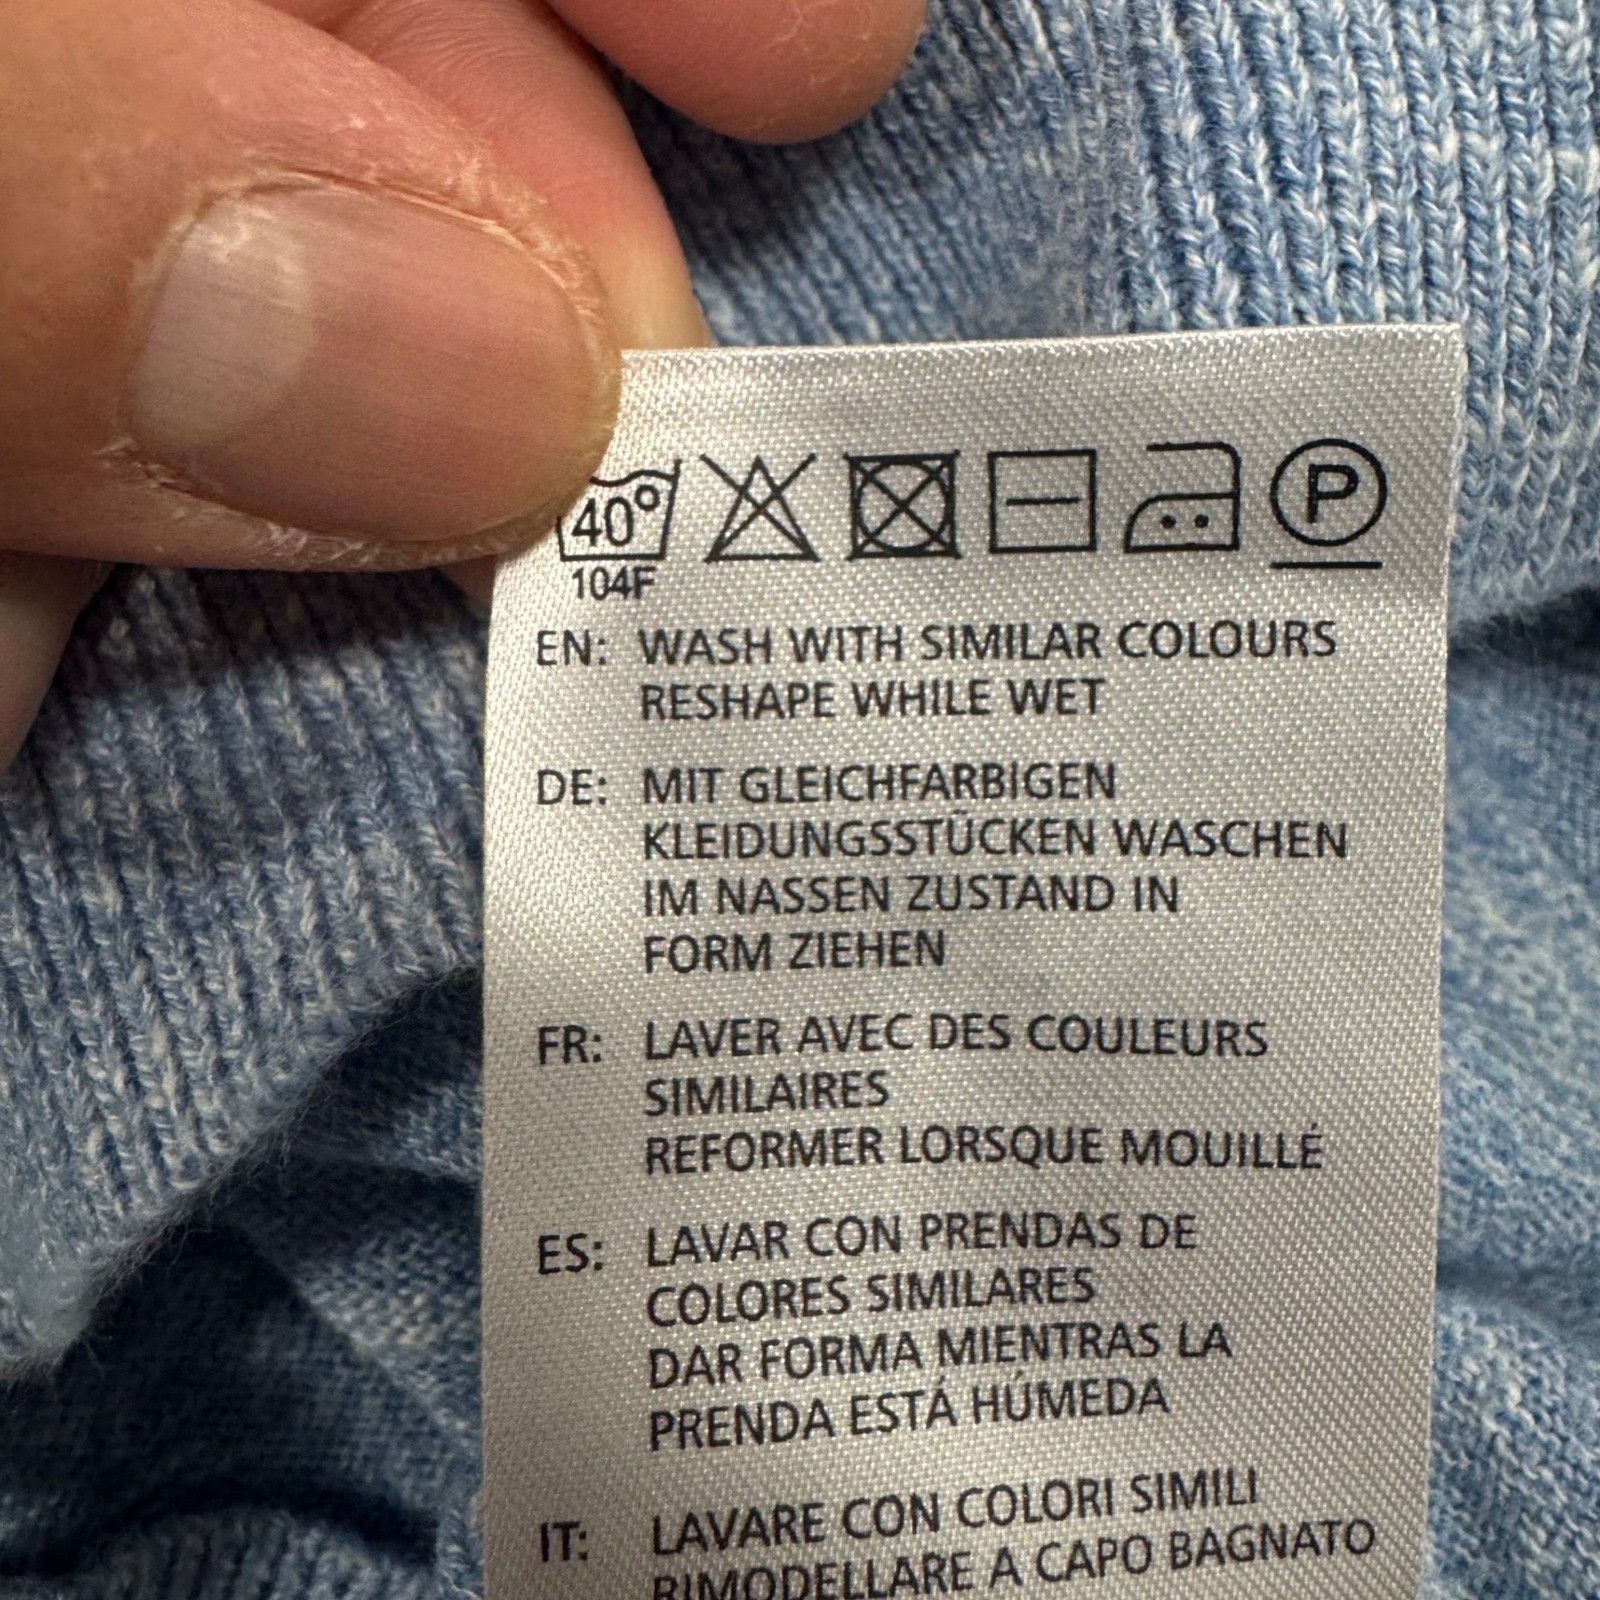 40°
104F
P
EN: WASH WITH SIMILAR COLOURS
RESHAPE WHILE WET
DE: MIT GLEICHFARBIGEN
KLEIDUNGSSTÜCKEN WASCHEN
IM NASSEN ZUSTAND IN
FORM ZIEHEN
FR: LAVER AVEC DES COULEURS
SIMILAIRES
REFORMER LORSQUE MOUILLÉ
ES: LAVAR CON PRENDAS DE
COLORES SIMILARES
DAR FORMA MIENTRAS LA
PRENDA ESTÁ HÚMEDA
IT: LAVARE CON COLORI SIMILI
RIMODELLARE A CAPO BAGNATO